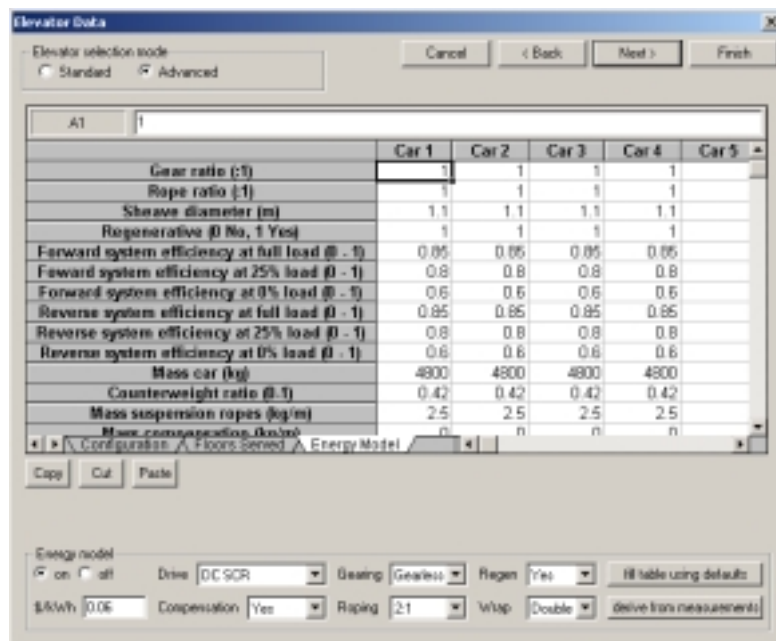 Elevator Data
Elevator selection mode
Standard Advanced
Cancel < Back Next > Finish
A1 1
Car 1 Car 2 Car 3 Car 4 Car 5
Gear ratio (:1) 1 1 1 1
Rope ratio (:1) 1 1 1 1
Sheave diameter (m) 1.1 1.1 1.1 1.1
Regenerative (0 No, 1 Yes) 1 1 1 1
Forward system efficiency at full load (0 - 1) 0.85 0.85 0.85 0.85
Foward system efficiency at 25% load (0 - 1) 0.8 0.8 0.8 0.8
Forward system efficiency at 0% load (0 - 1) 0.6 0.6 0.6 0.6
Reverse system efficiency at full load (0 - 1) 0.85 0.85 0.85 0.85
Reverse system efficiency at 25% load (0 - 1) 0.8 0.8 0.8 0.8
Reverse system efficiency at 0% load (0 - 1) 0.6 0.6 0.6 0.6
Mass car (kg) 4800 4800 4800 4800
Counterweight ratio (0-1) 0.42 0.42 0.42 0.42
Mass suspension ropes (kg/m) 2.5 2.5 2.5 2.5
Mass compensation (kg/m) 0 0 0 0
Configuration Floors Served Energy Model
Copy Cut Paste
Energy model
on off Drive DC SCR Gearing Gearless Regen Yes fill table using defaults
$/kWh 0.06 Compensation Yes Roping 2:1 Wrap Double derive from measurements